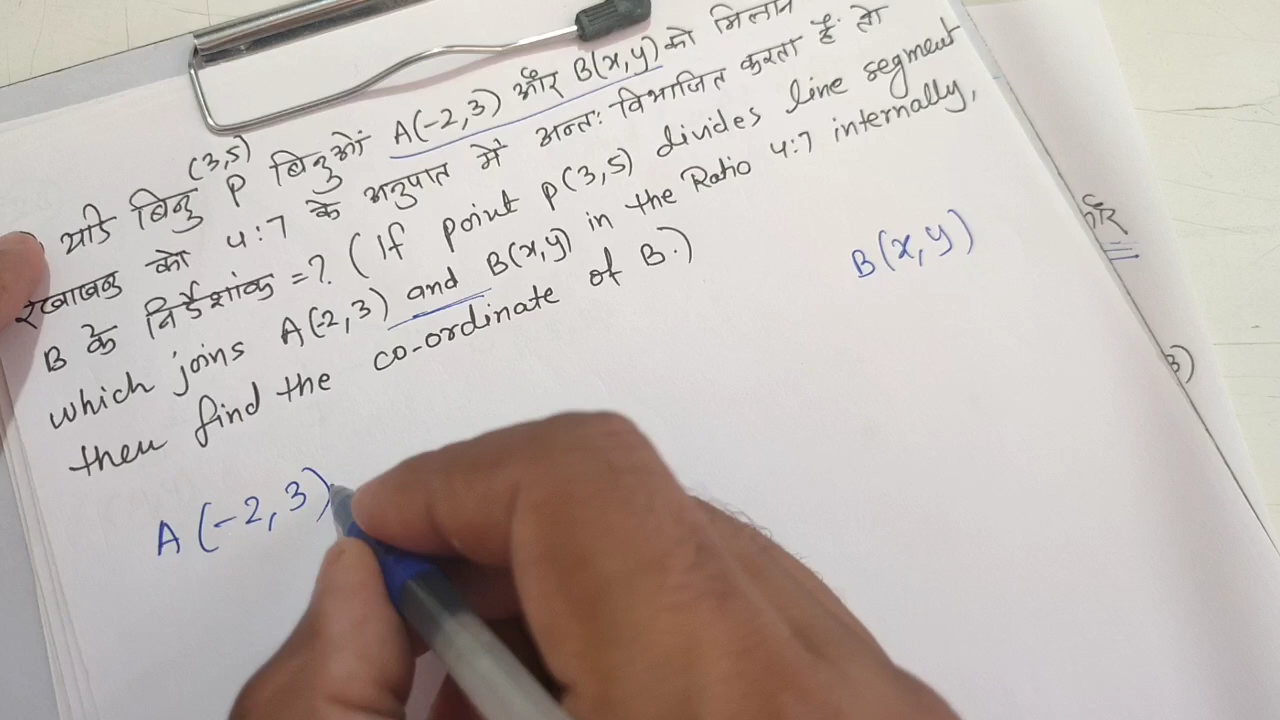 (3,5)
यदि बिन्दु P बिन्दुओं A(-2,3) और B(x,y) को मिलाने
रेखाखण्ड को 4:7 के अनुपात में अन्तः विभाजित करता है तो
B के निर्देशांक =? (If point P(3,5) divides line segment
which joins A(-2,3) and B(x,y) in the Ratio 4:7 internally,
then find the co-ordinate of B.)
B(x,y)
A(-2,3)
3)